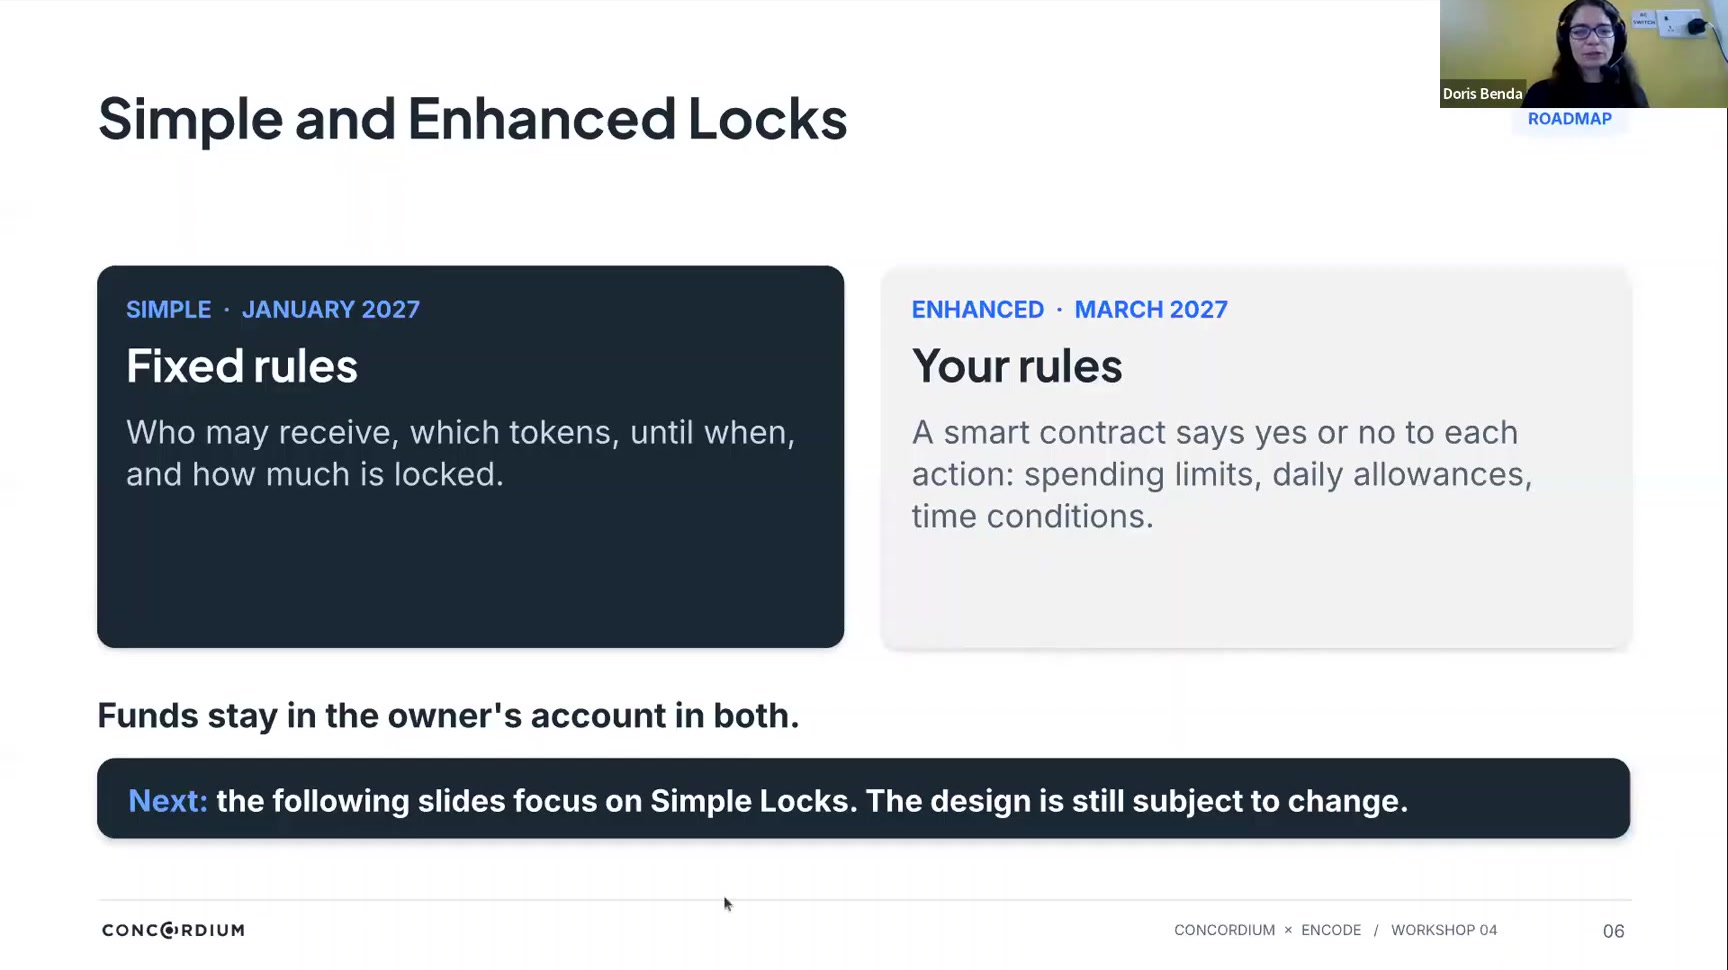 Simple and Enhanced Locks
AC
SWITCH
Doris Benda
ROADMAP
SIMPLE · JANUARY 2027
Fixed rules
Who may receive, which tokens, until when,
and how much is locked.
ENHANCED · MARCH 2027
Your rules
A smart contract says yes or no to each
action: spending limits, daily allowances,
time conditions.
Funds stay in the owner's account in both.
Next: the following slides focus on Simple Locks. The design is still subject to change.
CONCORDIUM
CONCORDIUM × ENCODE / WORKSHOP 04
06